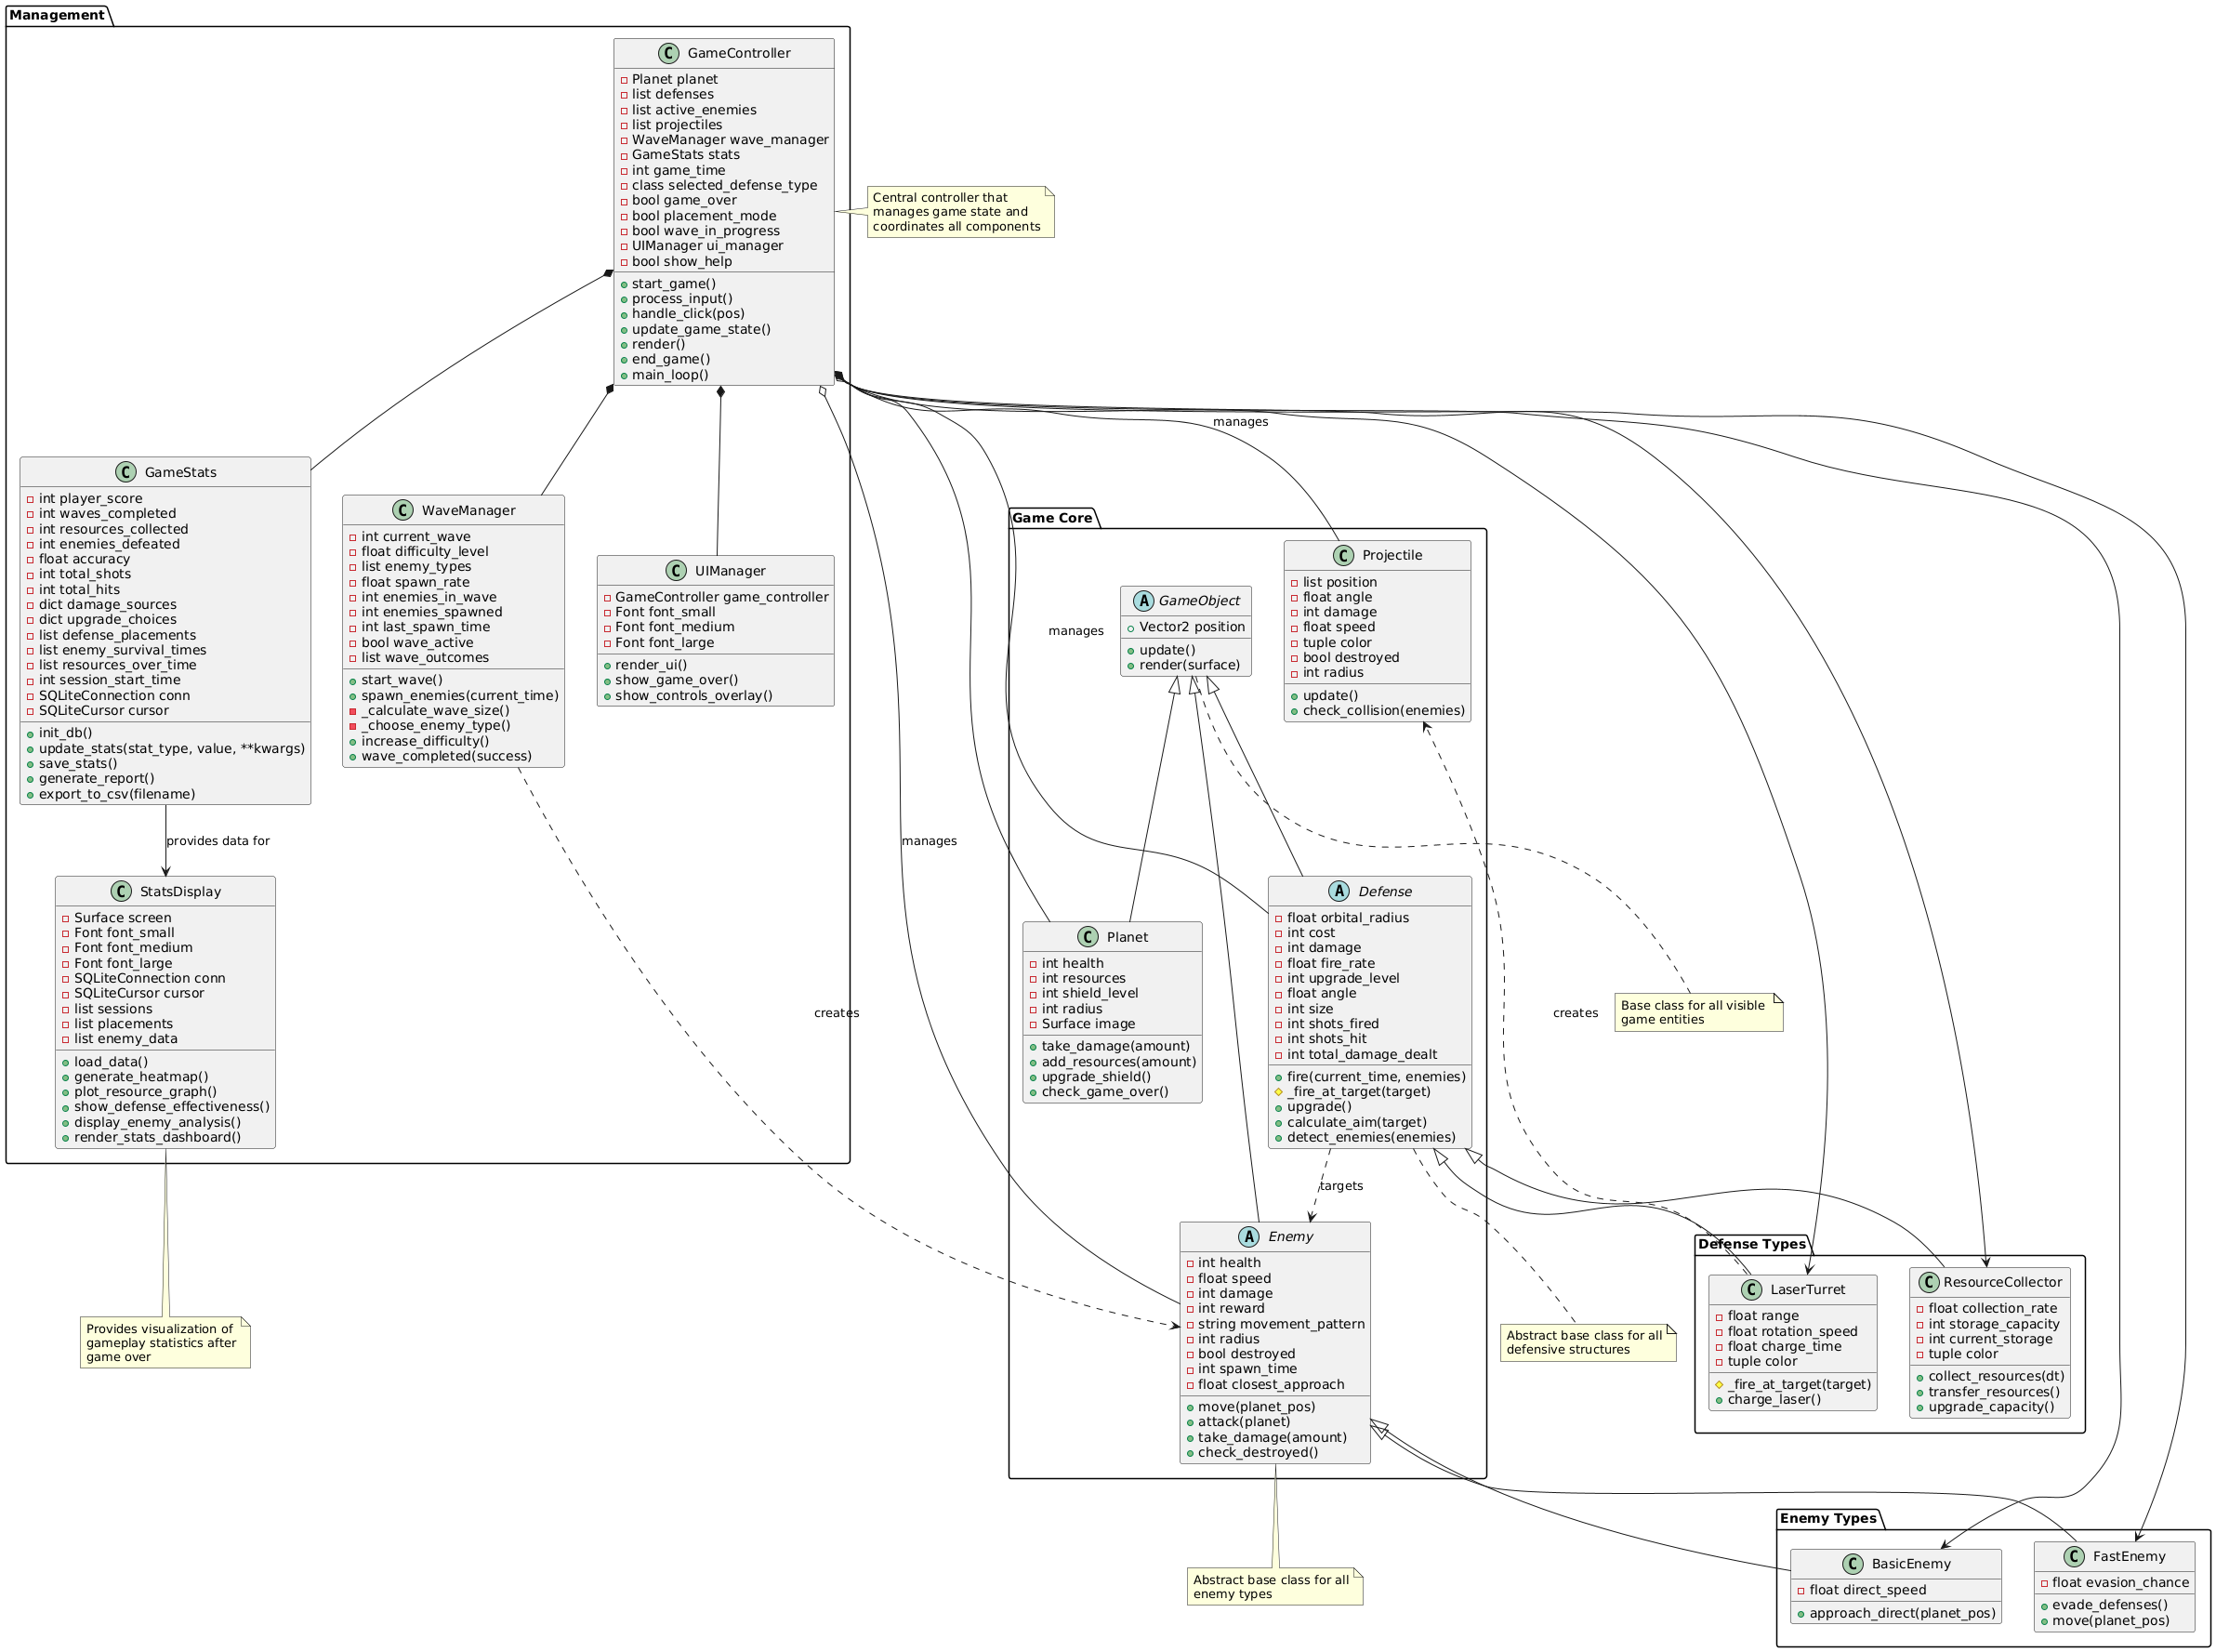 Management
GameController
Planet planet
list defenses
list active_enemies
list projectiles
WaveManager wave_manager
GameStats stats
int game_time
class selected_defense_type
bool game_over
bool placement_mode
bool wave_in_progress
UIManager ui_manager
bool show_help
start_game()
process_input()
handle_click(pos)
update_game_state()
render()
end_game()
main_loop()
Central controller that
manages game state and
coordinates all components
GameStats
int player_score
int waves_completed
int resources_collected
int enemies_defeated
float accuracy
int total_shots
int total_hits
dict damage_sources
dict upgrade_choices
list defense_placements
list enemy_survival_times
list resources_over_time
int session_start_time
SQLiteConnection conn
SQLiteCursor cursor
init_db()
update_stats(stat_type, value, **kwargs)
save_stats()
generate_report()
export_to_csv(filename)
WaveManager
int current_wave
float difficulty_level
list enemy_types
float spawn_rate
int enemies_in_wave
int enemies_spawned
int last_spawn_time
bool wave_active
list wave_outcomes
start_wave()
spawn_enemies(current_time)
_calculate_wave_size()
_choose_enemy_type()
increase_difficulty()
wave_completed(success)
UIManager
GameController game_controller
Font font_small
Font font_medium
Font font_large
render_ui()
show_game_over()
show_controls_overlay()
provides data for
StatsDisplay
Surface screen
Font font_small
Font font_medium
Font font_large
SQLiteConnection conn
SQLiteCursor cursor
list sessions
list placements
list enemy_data
load_data()
generate_heatmap()
plot_resource_graph()
show_defense_effectiveness()
display_enemy_analysis()
render_stats_dashboard()
Provides visualization of
gameplay statistics after
game over
manages
manages
manages
creates
Game Core
Projectile
list position
float angle
int damage
float speed
tuple color
bool destroyed
int radius
update()
check_collision(enemies)
GameObject
Vector2 position
update()
render(surface)
Planet
int health
int resources
int shield_level
int radius
Surface image
take_damage(amount)
add_resources(amount)
upgrade_shield()
check_game_over()
Defense
float orbital_radius
int cost
int damage
float fire_rate
int upgrade_level
float angle
int size
int shots_fired
int shots_hit
int total_damage_dealt
fire(current_time, enemies)
_fire_at_target(target)
upgrade()
calculate_aim(target)
detect_enemies(enemies)
creates
Base class for all visible
game entities
targets
Enemy
int health
float speed
int damage
int reward
string movement_pattern
int radius
bool destroyed
int spawn_time
float closest_approach
move(planet_pos)
attack(planet)
take_damage(amount)
check_destroyed()
Abstract base class for all
defensive structures
Defense Types
LaserTurret
float range
float rotation_speed
float charge_time
tuple color
_fire_at_target(target)
charge_laser()
ResourceCollector
float collection_rate
int storage_capacity
int current_storage
tuple color
collect_resources(dt)
transfer_resources()
upgrade_capacity()
Abstract base class for all
enemy types
Enemy Types
BasicEnemy
float direct_speed
approach_direct(planet_pos)
FastEnemy
float evasion_chance
evade_defenses()
move(planet_pos)